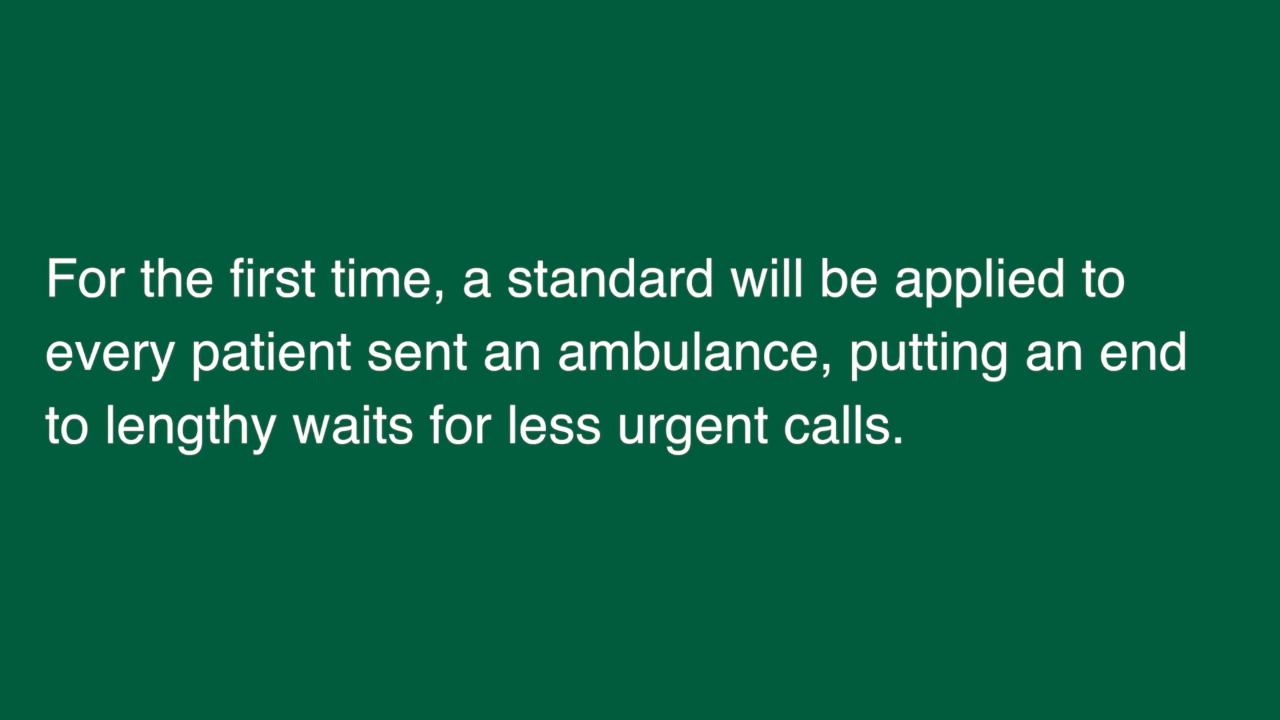 For the first time, a standard will be applied to
every patient sent an ambulance, putting an end
to lengthy waits for less urgent calls.